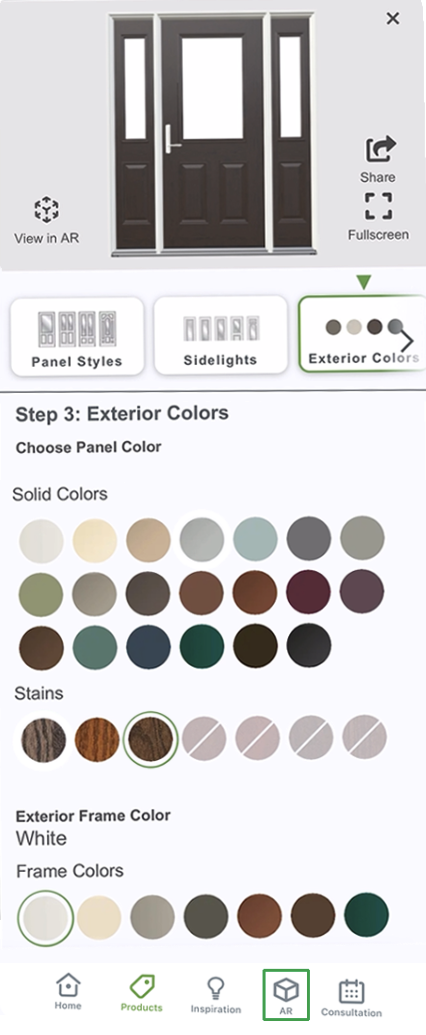 Share
View in AR
Fullscreen
Panel Styles
Sidelights
Exterior Colors
Step 3: Exterior Colors
Choose Panel Color
Solid Colors
Stains
Exterior Frame Color
White
Frame Colors
Home
Products
Inspiration
AR
Consultation